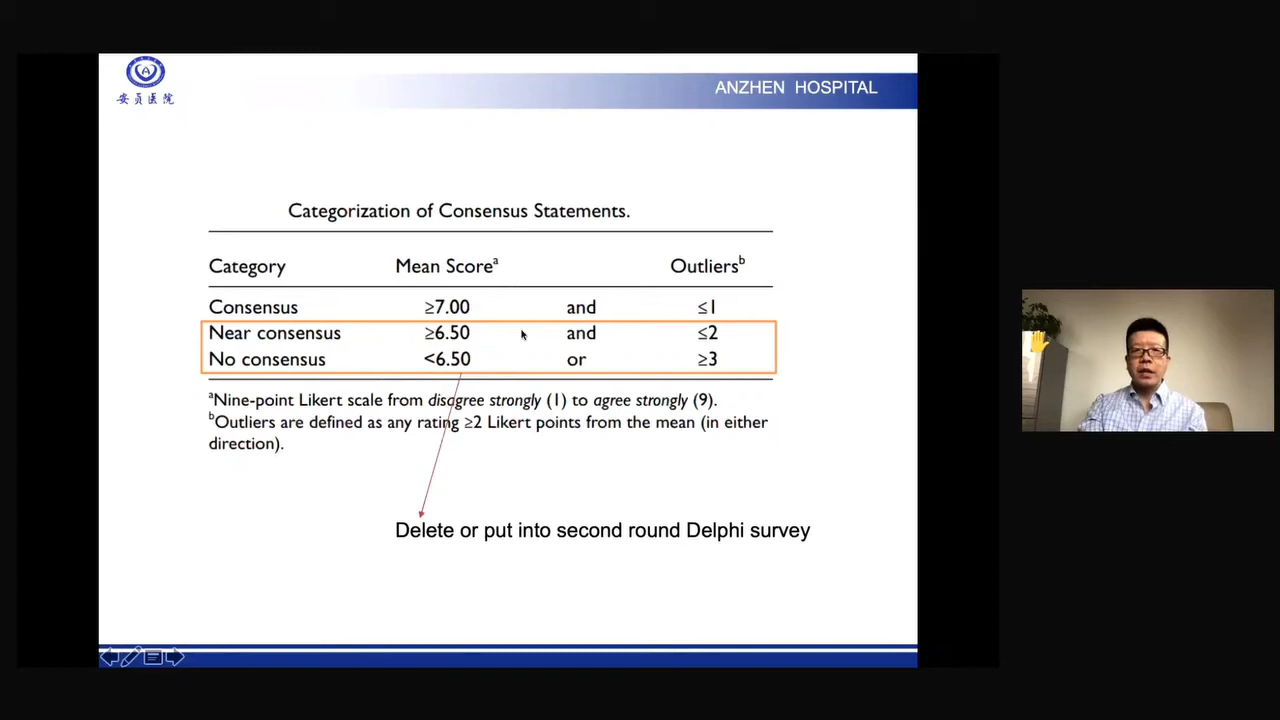 安贞医院
ANZHEN HOSPITAL
Categorization of Consensus Statements.
Category Mean Scoreᵃ Outliersᵇ
Consensus ≥7.00 and ≤1
Near consensus ≥6.50 and ≤2
No consensus <6.50 or ≥3
ᵃNine-point Likert scale from disagree strongly (1) to agree strongly (9).
ᵇOutliers are defined as any rating ≥2 Likert points from the mean (in either
direction).
Delete or put into second round Delphi survey